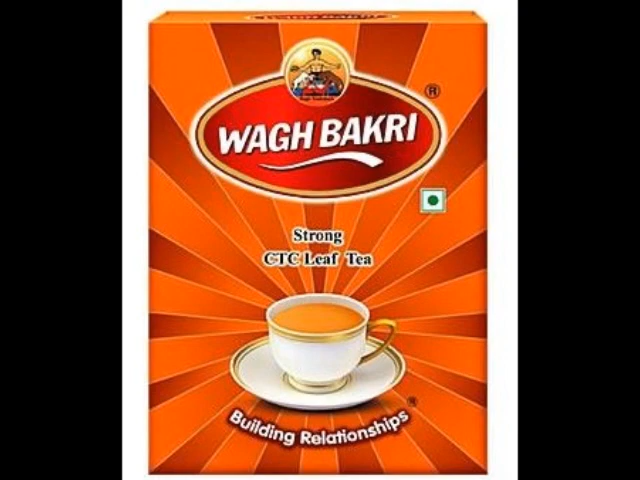 WAGH BAKRI
®
Strong
CTC Leaf Tea
Building Relationships®